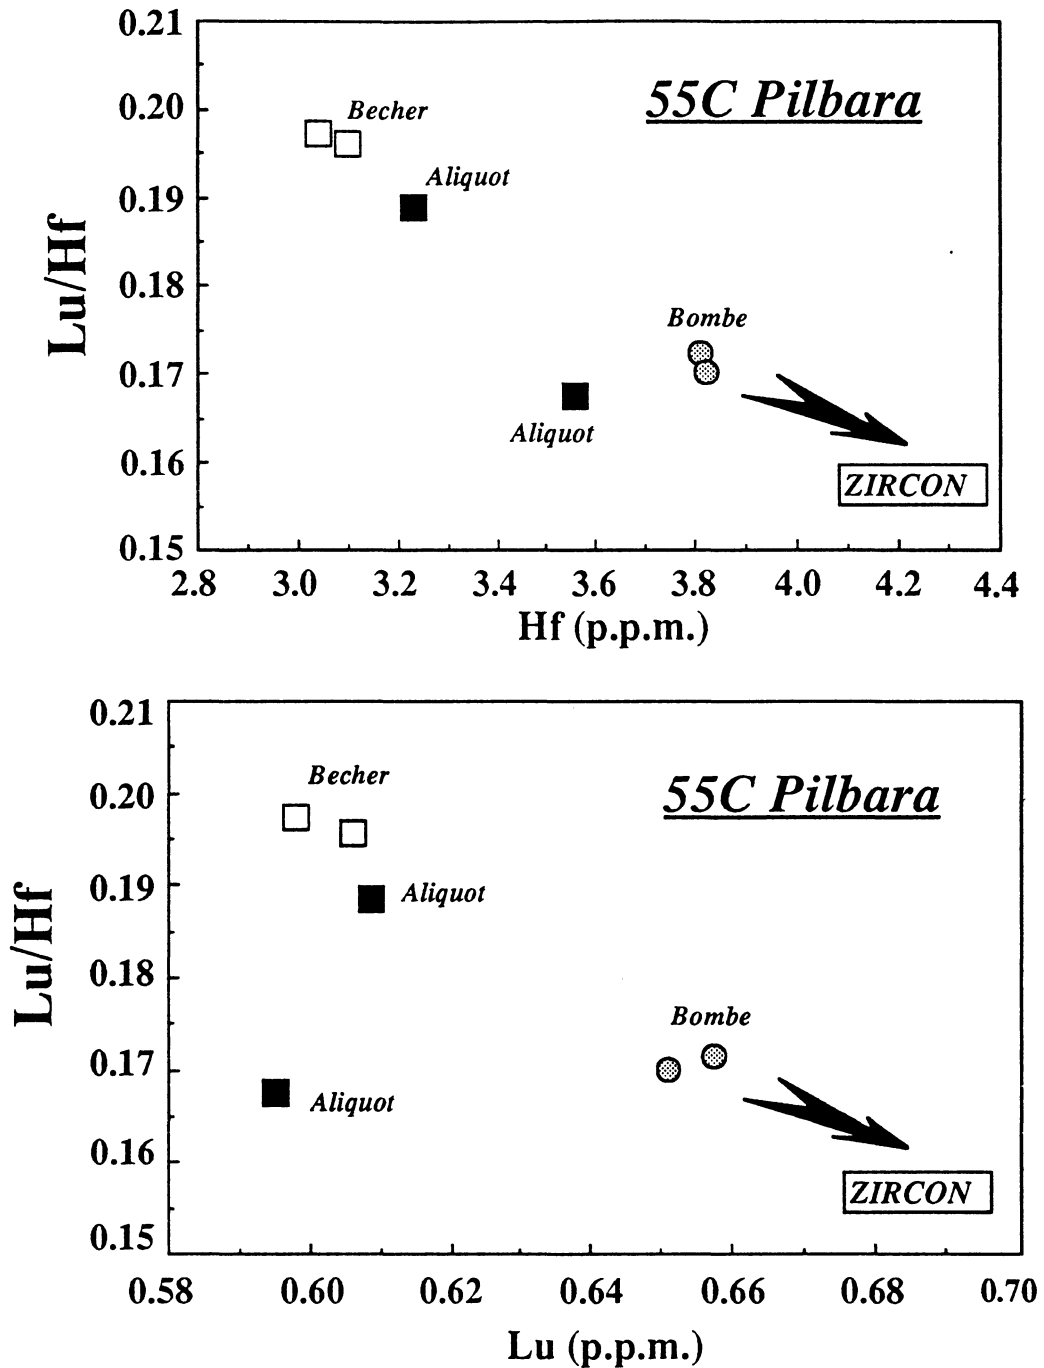 55C Pilbara
Becher
Aliquot
Bombe
Aliquot
ZIRCON
Lu/Hf
0.21
0.20
0.19
0.18
0.17
0.16
0.15
2.8 3.0 3.2 3.4 3.6 3.8 4.0 4.2 4.4
Hf (p.p.m.)
55C Pilbara
Becher
Aliquot
Bombe
Aliquot
ZIRCON
Lu/Hf
0.21
0.20
0.19
0.18
0.17
0.16
0.15
0.58 0.60 0.62 0.64 0.66 0.68 0.70
Lu (p.p.m.)